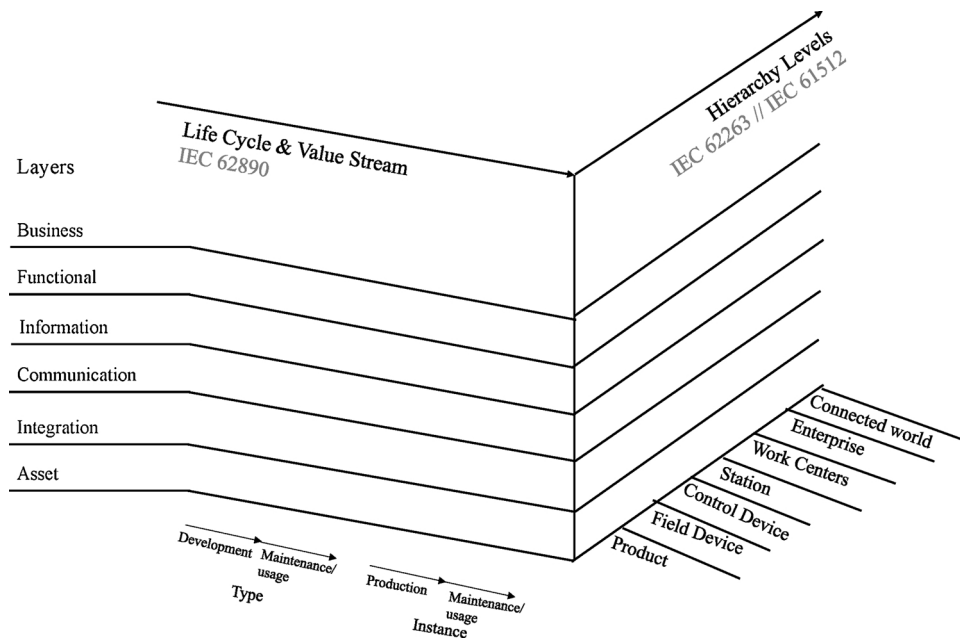 Hierarchy Levels
IEC 62263 // IEC 61512
Life Cycle & Value Stream
IEC 62890
Layers
Business
Functional
Information
Communication
Integration
Asset
Connected world
Enterprise
Work Centers
Station
Control Device
Field Device
Product
Development
Maintenance/
usage
Type
Production
Maintenance/
usage
Instance